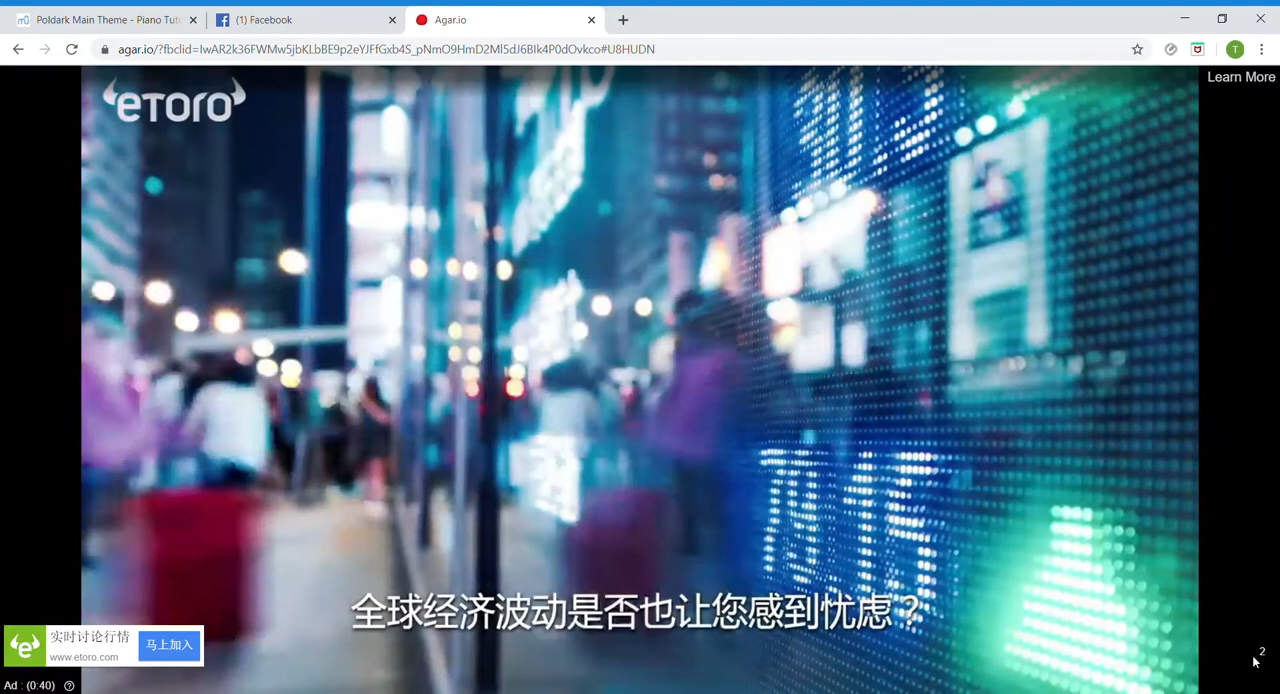 Poldark Main Theme - Piano Tuto
(1) Facebook
Agar.io
agar.io/?fbclid=IwAR2k36FWMw5jbKLbBE9p2eYJFfGxb4S_pNmO9HmD2Ml5dJ6Blk4P0dOvkco#U8HUDN
T
Learn More
eTORO
全球经济波动是否也让您感到忧虑？
实时讨论行情
马上加入
www.etoro.com
2
Ad : (0:40)